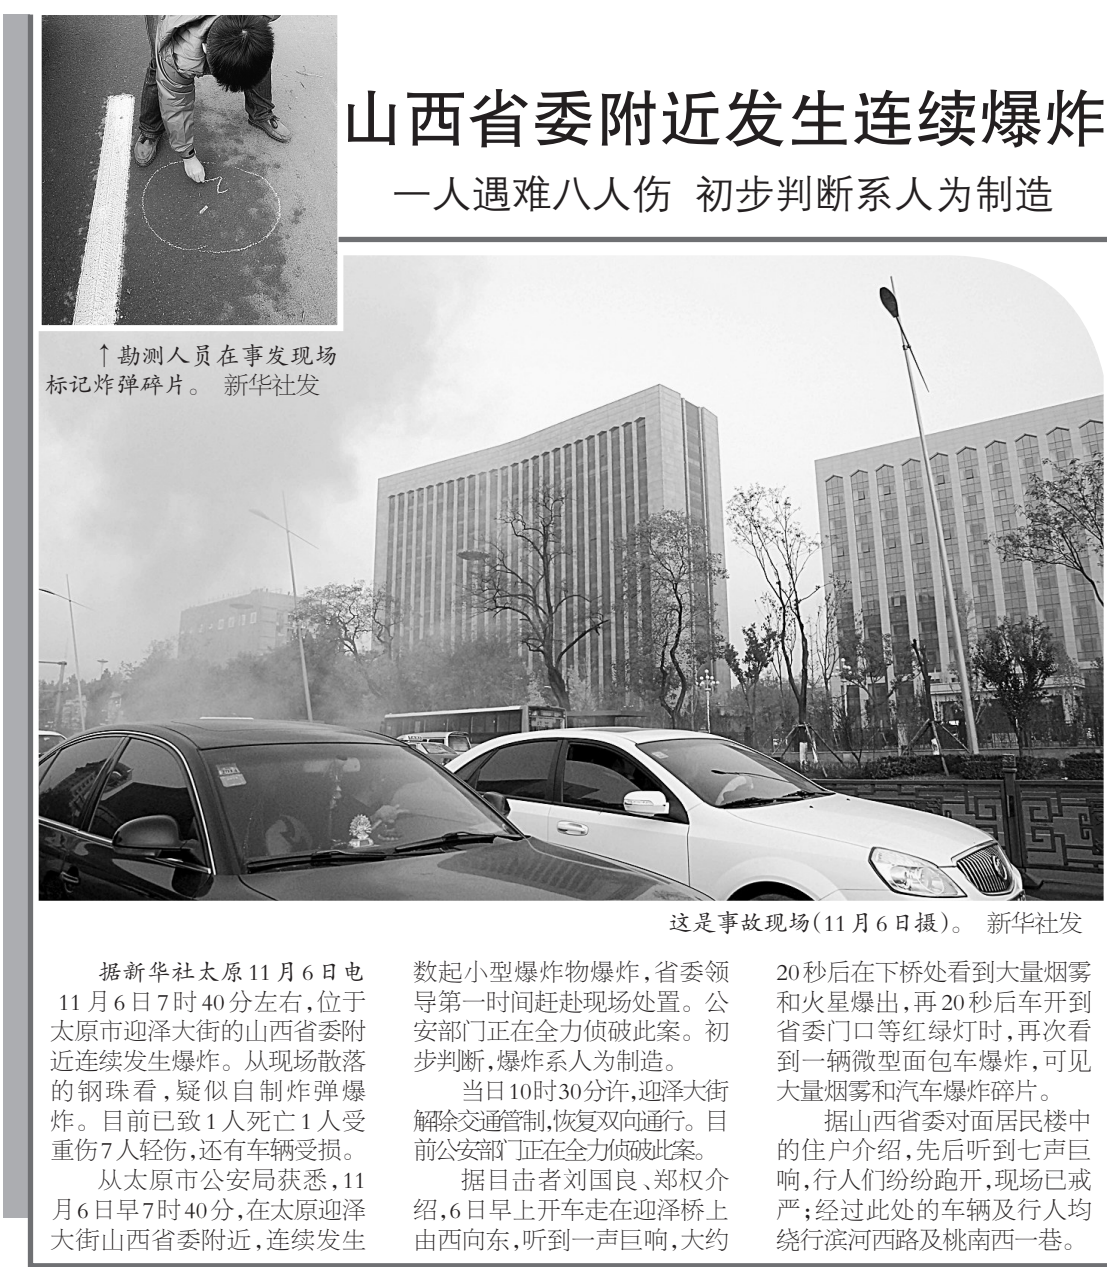 山西省委附近发生连续爆炸
一人遇难八人伤 初步判断系人为制造
↑勘测人员在事发现场
标记炸弹碎片。 新华社发
这是事故现场(11月6日摄)。 新华社发
据新华社太原11月6日电
11月6日7时40分左右,位于
太原市迎泽大街的山西省委附
近连续发生爆炸。从现场散落
的钢珠看,疑似自制炸弹爆
炸。目前已致1人死亡1人受
重伤7人轻伤,还有车辆受损。
从太原市公安局获悉,11
月6日早7时40分,在太原迎泽
大街山西省委附近,连续发生
数起小型爆炸物爆炸,省委领
导第一时间赶赴现场处置。公
安部门正在全力侦破此案。初
步判断,爆炸系人为制造。
当日10时30分许,迎泽大街
解除交通管制,恢复双向通行。目
前公安部门正在全力侦破此案。
据目击者刘国良、郑权介
绍,6日早上开车走在迎泽桥上
由西向东,听到一声巨响,大约
20秒后在下桥处看到大量烟雾
和火星爆出,再20秒后车开到
省委门口等红绿灯时,再次看
到一辆微型面包车爆炸,可见
大量烟雾和汽车爆炸碎片。
据山西省委对面居民楼中
的住户介绍,先后听到七声巨
响,行人们纷纷跑开,现场已戒
严;经过此处的车辆及行人均
绕行滨河西路及桃南西一巷。